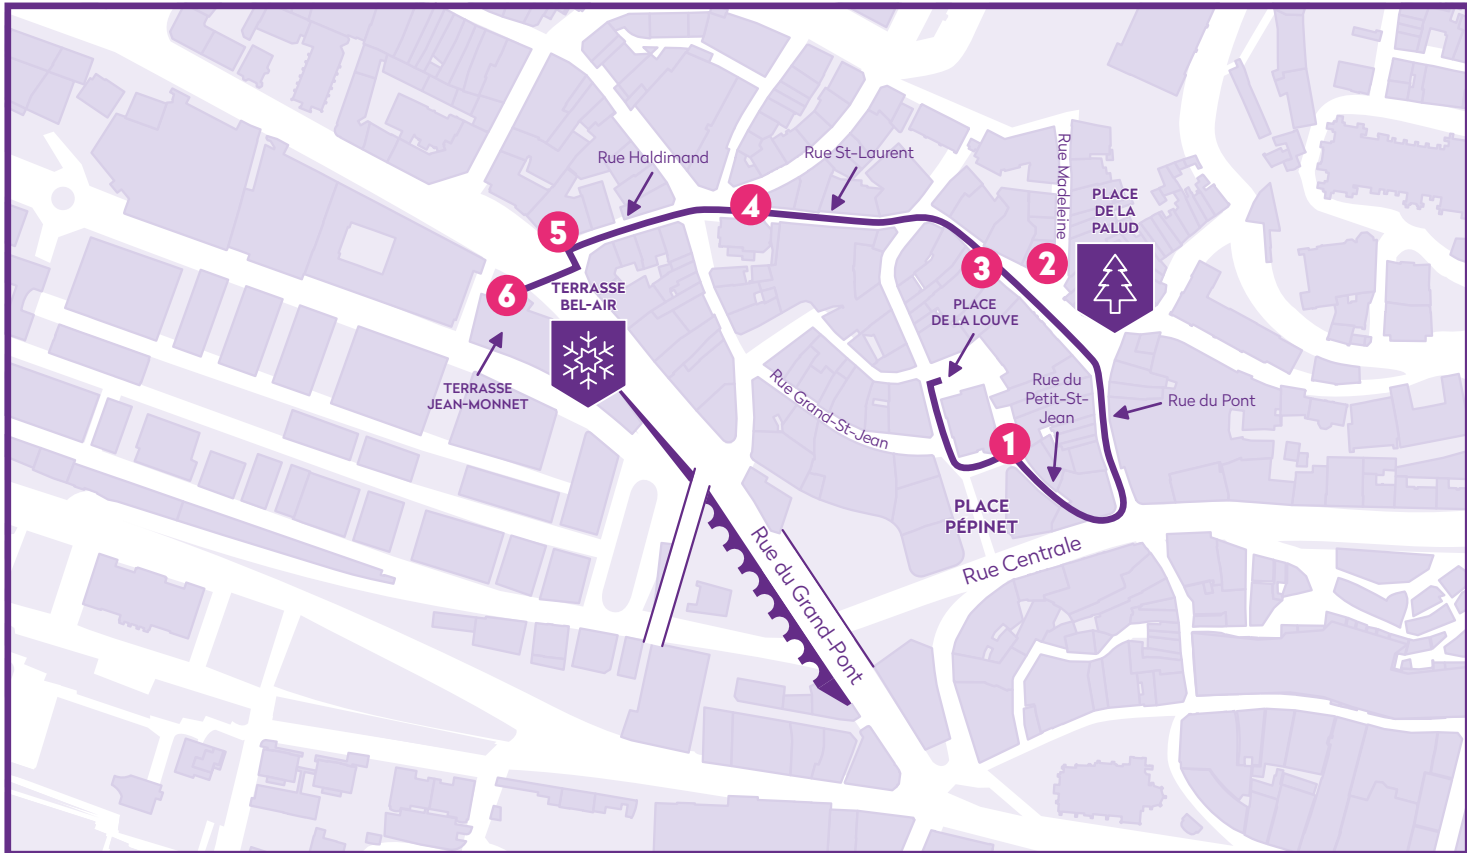 Rue Haldimand
Rue St-Laurent
Rue Madeleine
PLACE
DE LA
PALUD
4
5
3
2
6
TERRASSE
BEL-AIR
PLACE
DE LA LOUVE
TERRASSE
JEAN-MONNET
Rue Grand-St-Jean
Rue du
Petit-St-
Jean
Rue du Pont
1
PLACE
PÉPINET
Rue Centrale
Rue du Grand-Pont